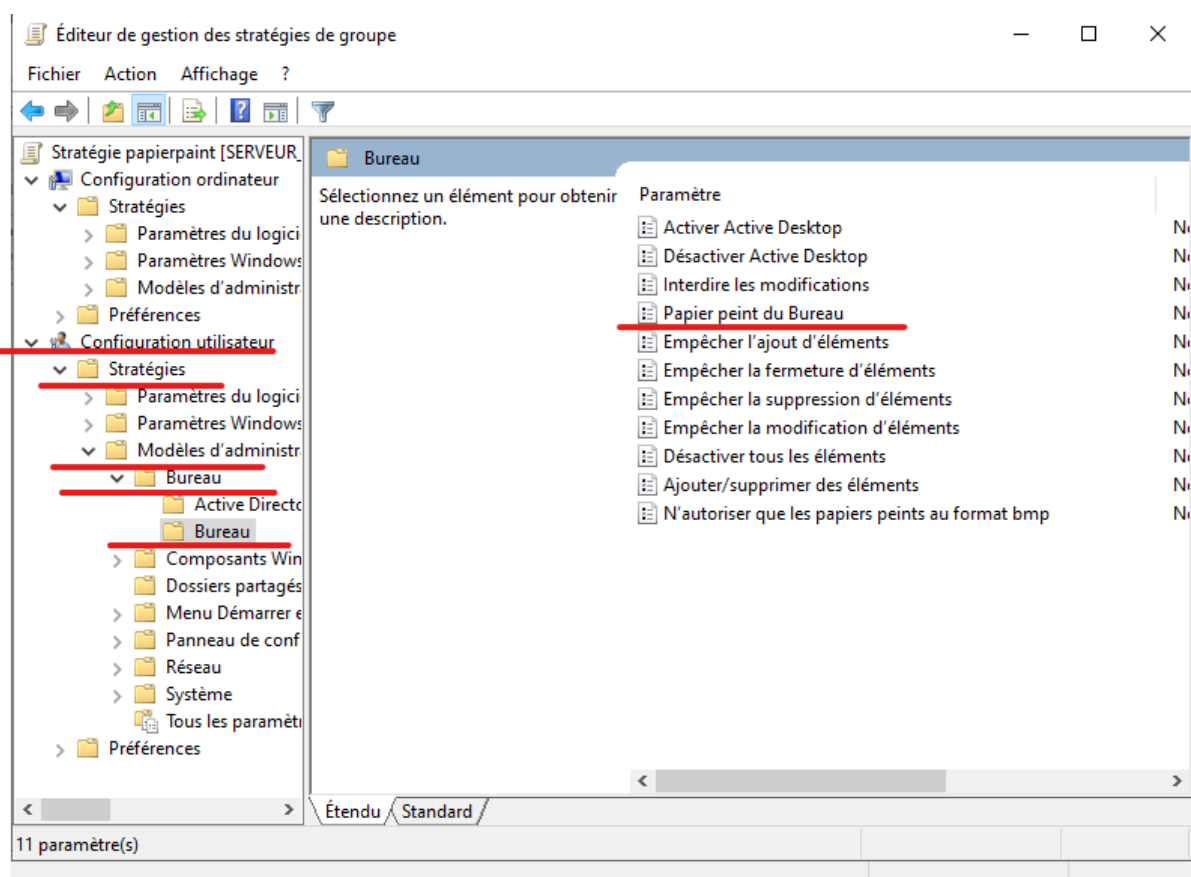 Éditeur de gestion des stratégies de groupe
Fichier Action Affichage ?
Stratégie papierpaint [SERVEUR_
Configuration ordinateur
Stratégies
Paramètres du logici
Paramètres Windows
Modèles d'administr
Préférences
Configuration utilisateur
Stratégies
Paramètres du logici
Paramètres Windows
Modèles d'administr
Bureau
Active Directo
Bureau
Composants Win
Dossiers partagés
Menu Démarrer e
Panneau de conf
Réseau
Système
Tous les paramètr
Préférences
Bureau
Sélectionnez un élément pour obtenir
une description.
Paramètre
Activer Active Desktop
Désactiver Active Desktop
Interdire les modifications
Papier peint du Bureau
Empêcher l'ajout d'éléments
Empêcher la fermeture d'éléments
Empêcher la suppression d'éléments
Empêcher la modification d'éléments
Désactiver tous les éléments
Ajouter/supprimer des éléments
N'autoriser que les papiers peints au format bmp
Étendu Standard
11 paramètre(s)